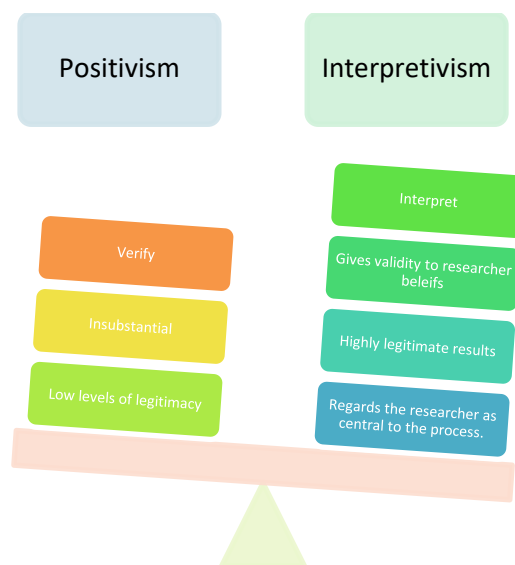 Positivism
Interpretivism
Verify
Insubstantial
Low levels of legitimacy
Interpret
Gives validity to researcher
beleifs
Highly legitimate results
Regards the researcher as
central to the process.